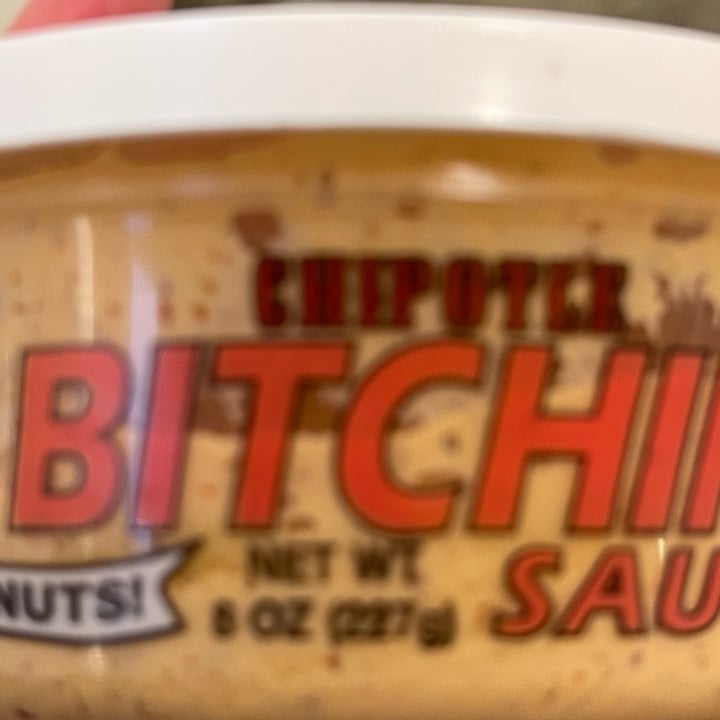 CHIPOTLE
BITCHI
NUTS!
NET WT
8 OZ (227g)
SAU